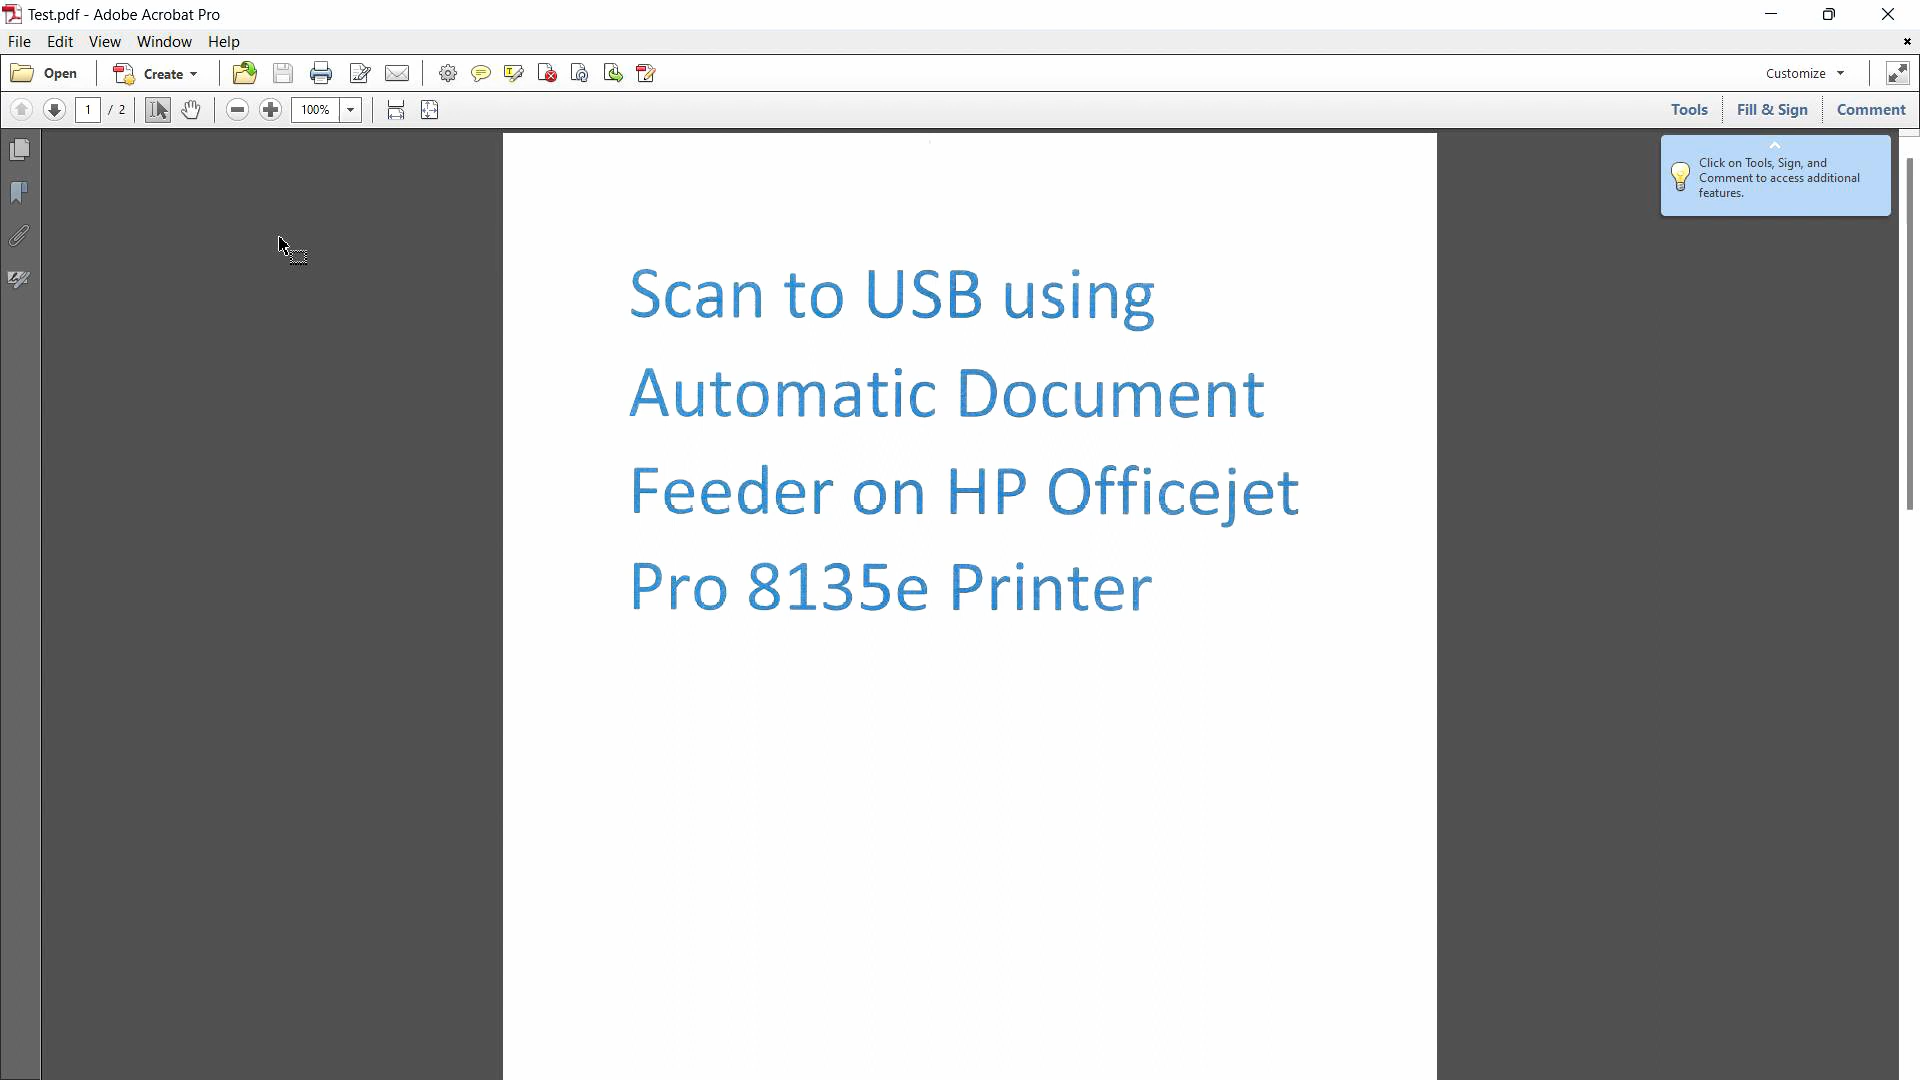 Test.pdf - Adobe Acrobat Pro
File Edit View Window Help
Open Create Customize
1 / 2 100% Tools Fill & Sign Comment
Click on Tools, Sign, and
Comment to access additional
features.
Scan to USB using
Automatic Document
Feeder on HP Officejet
Pro 8135e Printer